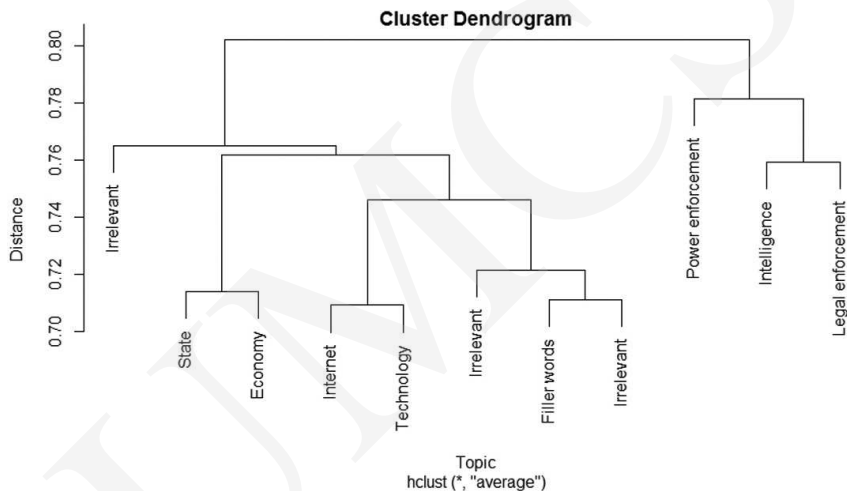 Cluster Dendrogram
Distance
0.80
0.78
0.76
0.74
0.72
0.70
Irrelevant
State
Economy
Internet
Technology
Irrelevant
Filler words
Irrelevant
Power enforcement
Intelligence
Legal enforcement
Topic
hclust (*, "average")
UMCS